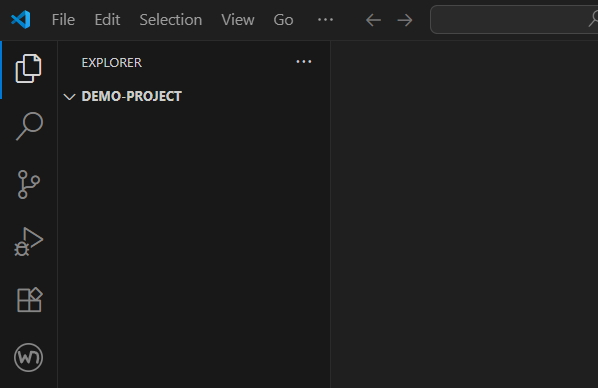 File Edit Selection View Go ···
EXPLORER ···
DEMO-PROJECT